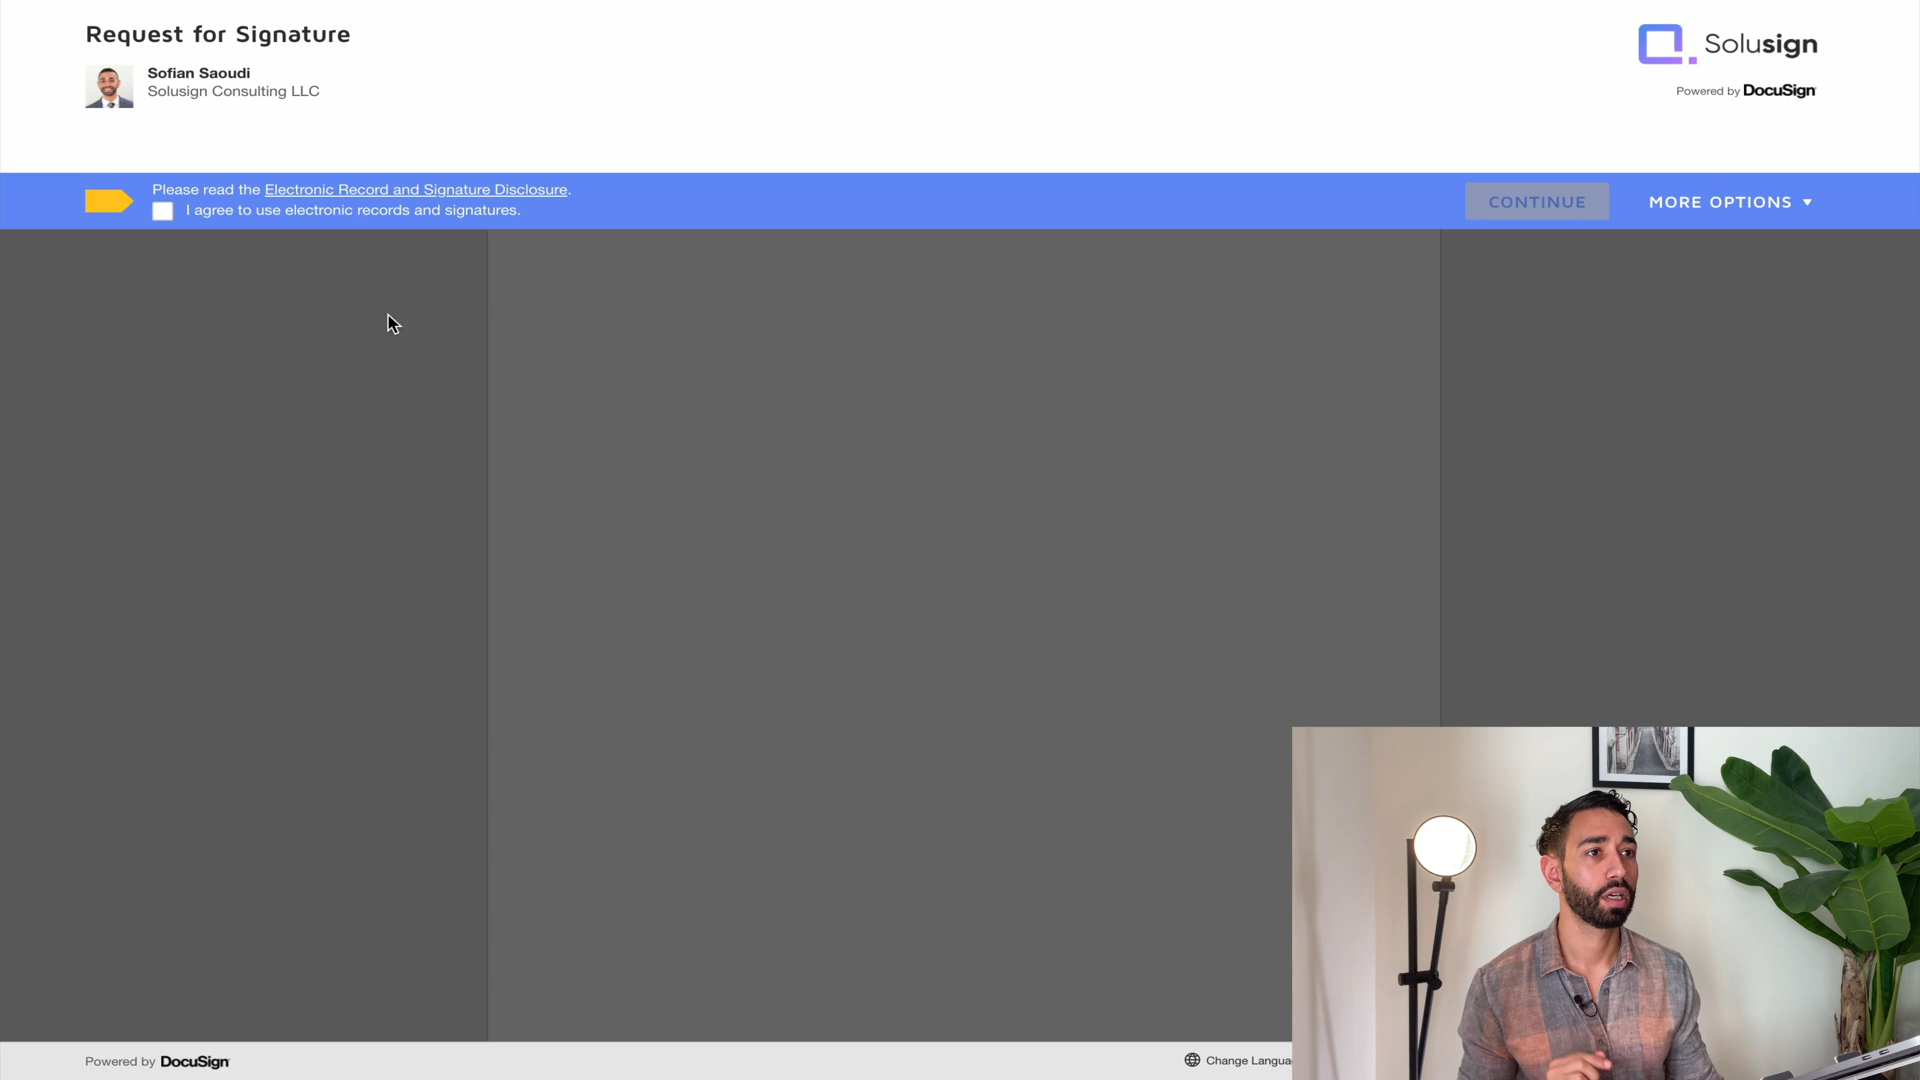 Request for Signature
Sofian Saoudi
Solusign Consulting LLC
Solusign
Powered by DocuSign
Please read the Electronic Record and Signature Disclosure.
I agree to use electronic records and signatures.
CONTINUE
MORE OPTIONS
Powered by DocuSign
Change